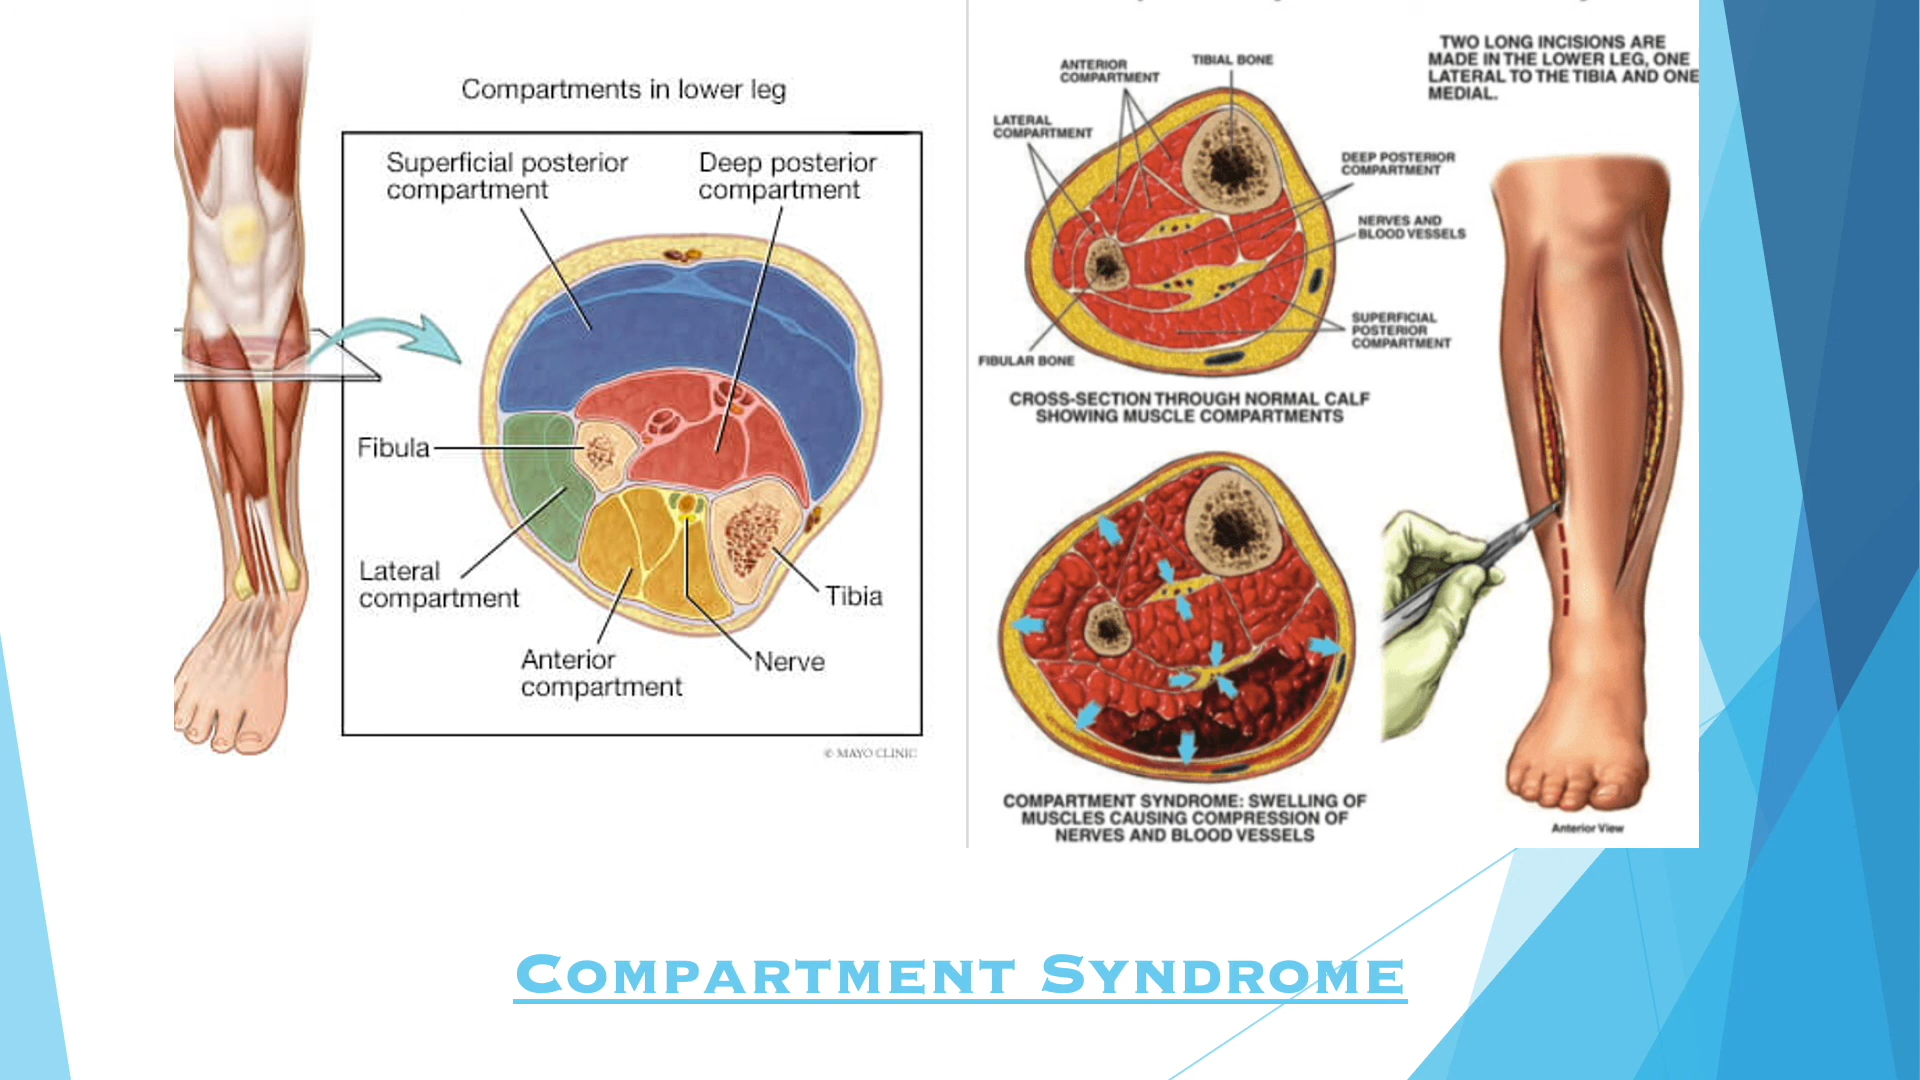 Compartments in lower leg
Superficial posterior
compartment
Deep posterior
compartment
Fibula
Lateral
compartment
Anterior
compartment
Nerve
Tibia
© MAYO CLINIC
TWO LONG INCISIONS ARE
MADE IN THE LOWER LEG, ONE
LATERAL TO THE TIBIA AND ONE
MEDIAL.
TIBIAL BONE
ANTERIOR
COMPARTMENT
LATERAL
COMPARTMENT
DEEP POSTERIOR
COMPARTMENT
NERVES AND
BLOOD VESSELS
SUPERFICIAL
POSTERIOR
COMPARTMENT
FIBULAR BONE
CROSS-SECTION THROUGH NORMAL CALF
SHOWING MUSCLE COMPARTMENTS
COMPARTMENT SYNDROME: SWELLING OF
MUSCLES CAUSING COMPRESSION OF
NERVES AND BLOOD VESSELS
Anterior View
Compartment Syndrome